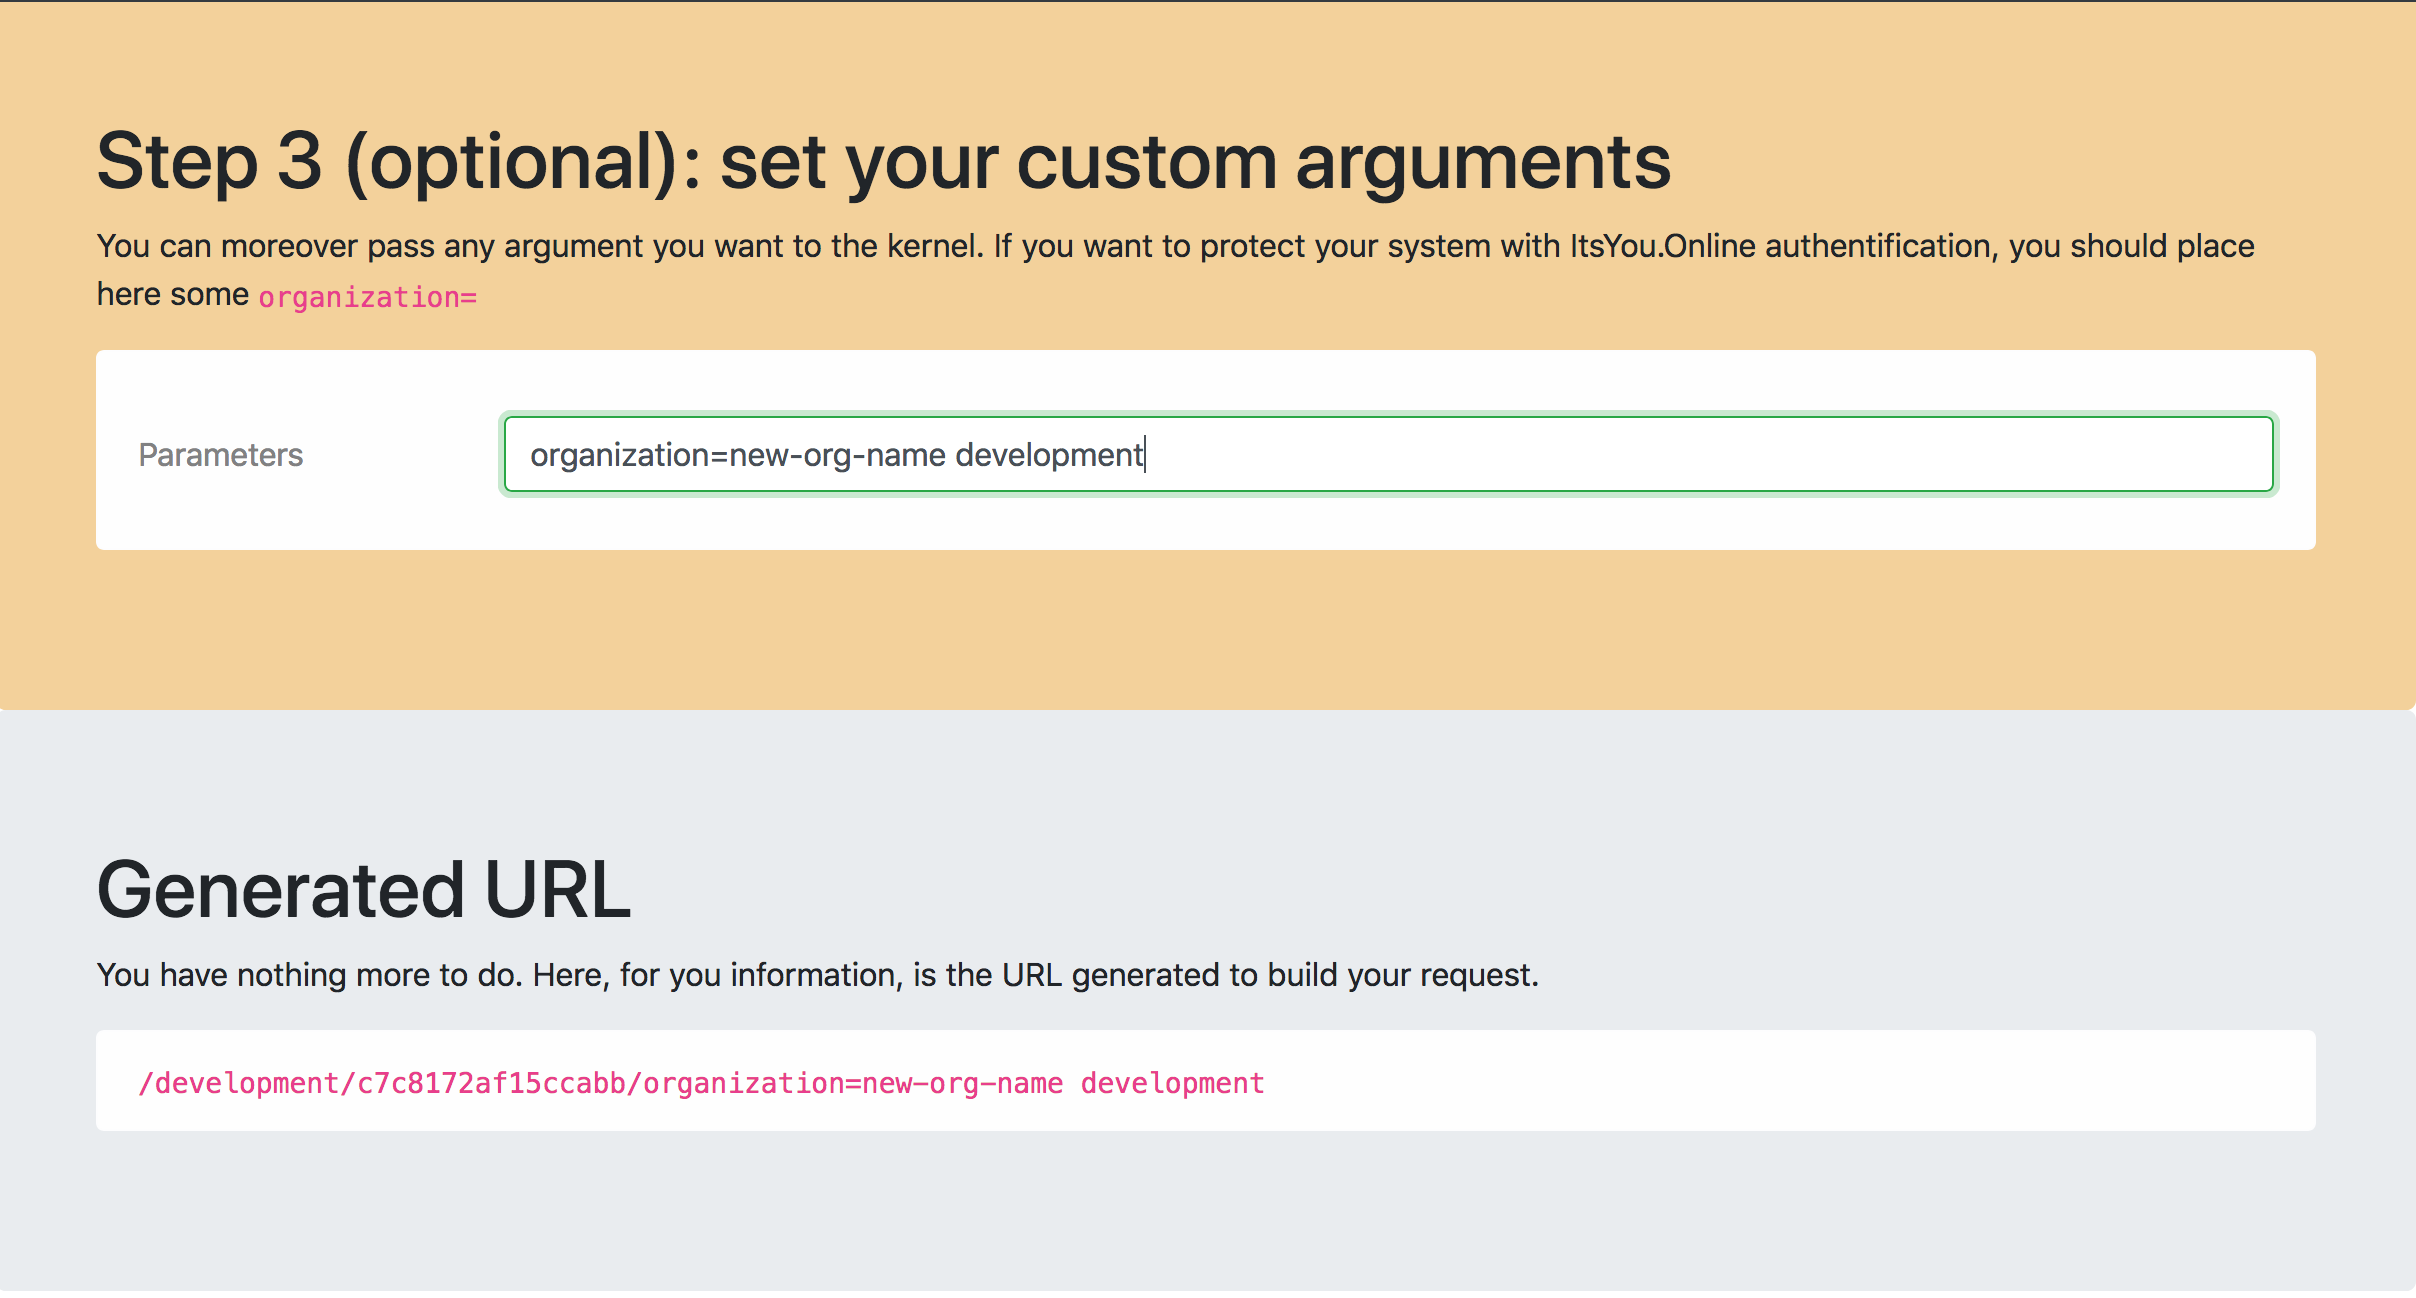 Step 3 (optional): set your custom arguments
You can moreover pass any argument you want to the kernel. If you want to protect your system with ItsYou.Online authentification, you should place
here some organization=
Parameters
organization=new-org-name development
Generated URL
You have nothing more to do. Here, for you information, is the URL generated to build your request.
/development/c7c8172af15ccabb/organization=new-org-name development